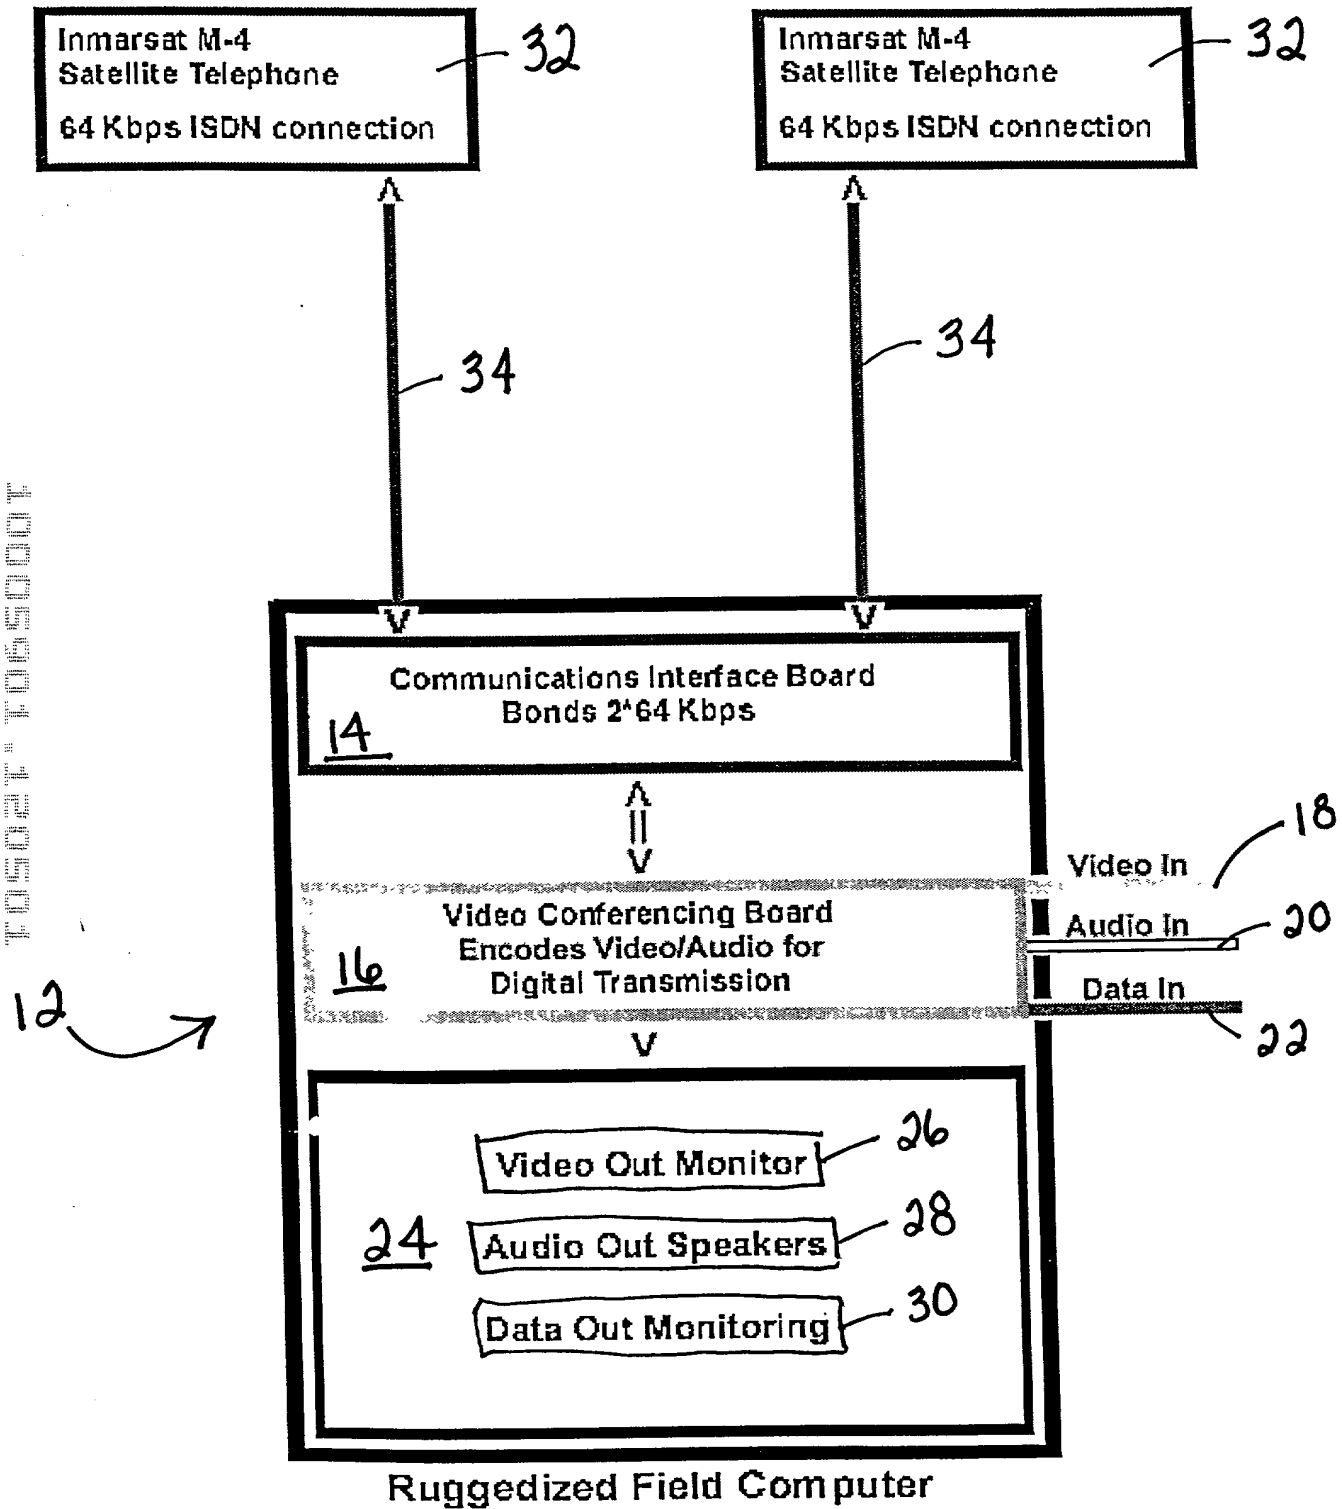 Inmarsat M-4
Satellite Telephone
64 Kbps ISDN connection
32
Inmarsat M-4
Satellite Telephone
64 Kbps ISDN connection
32
34
34
Communications Interface Board
Bonds 2*64 Kbps
14
18
Video In
Video Conferencing Board
Encodes Video/Audio for
Digital Transmission
16
Audio In
20
Data In
22
12
Video Out Monitor
26
24
Audio Out Speakers
28
Data Out Monitoring
30
Ruggedized Field Computer